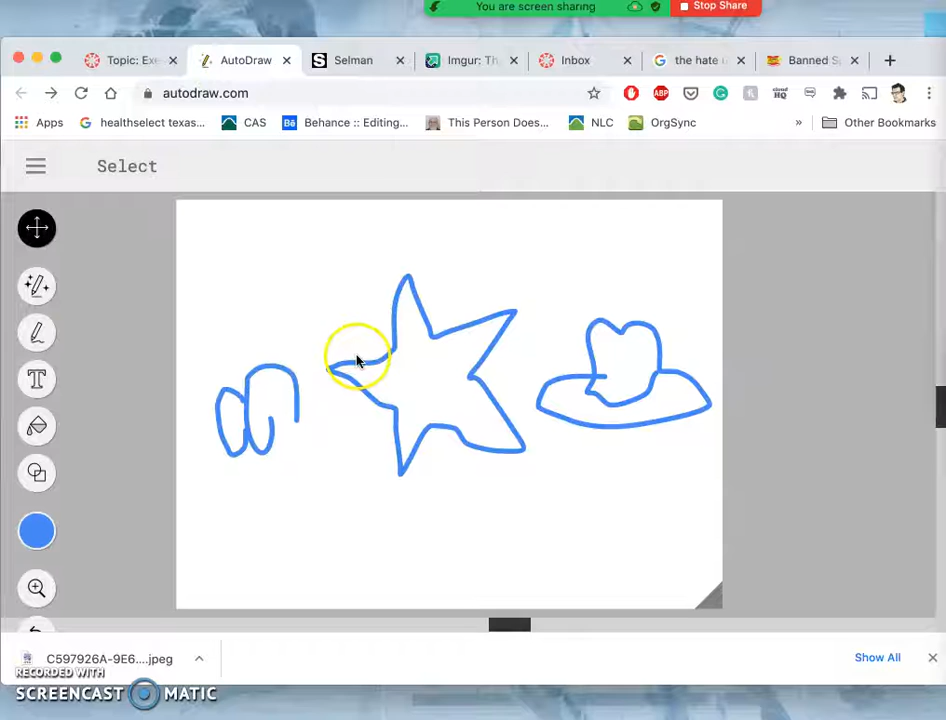 You are screen sharing
Stop Share
Topic: Exe
AutoDraw
Selman
Imgur: Th
Inbox
the hate u
Banned S
autodraw.com
Apps
healthselect texas...
CAS
Behance :: Editing...
This Person Does...
NLC
OrgSync
»
Other Bookmarks
Select
C597926A-9E6....jpeg
Show All
RECORDED WITH
SCREENCAST MATIC